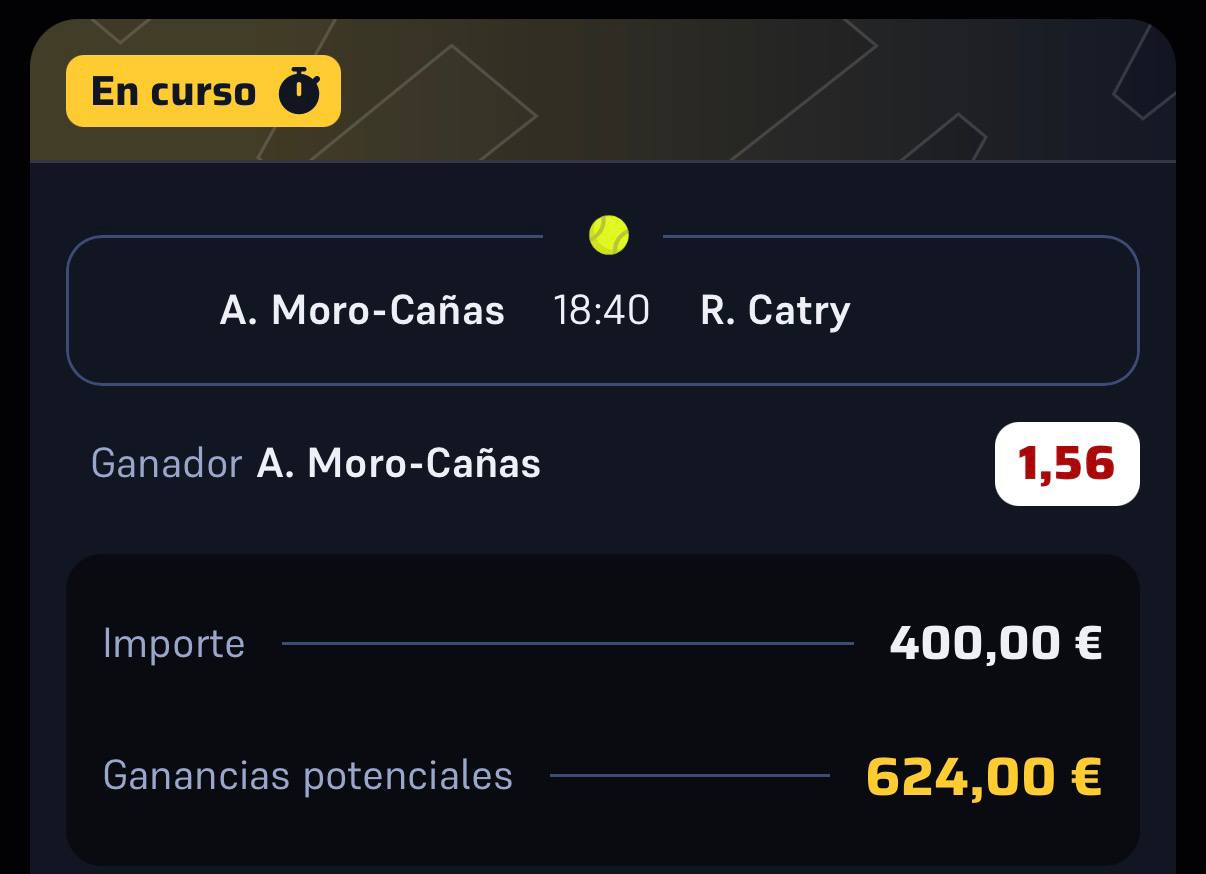 En curso
A. Moro-Cañas 18:40 R. Catry
Ganador A. Moro-Cañas 1,56
Importe 400,00 €
Ganancias potenciales 624,00 €